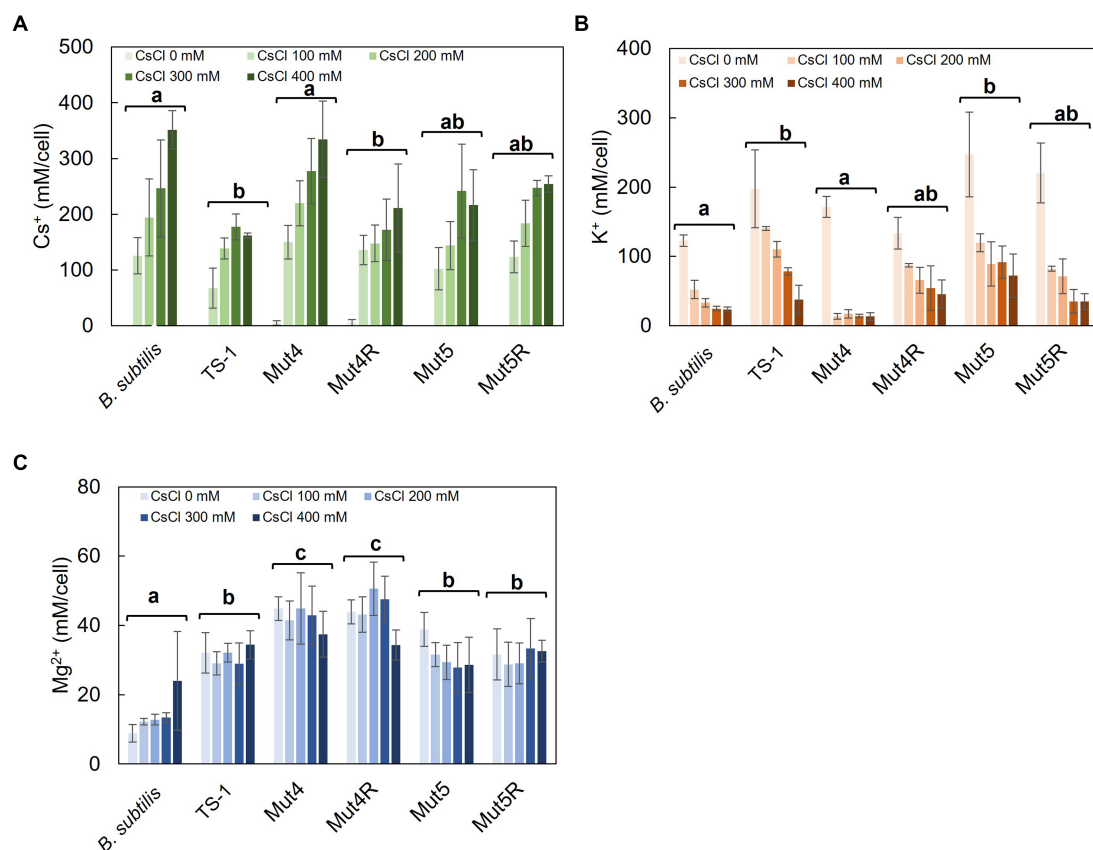 A
500
400
300
200
100
0
Cs⁺ (mM/cell)
CsCl 0 mM CsCl 100 mM CsCl 200 mM
CsCl 300 mM CsCl 400 mM
a b a b ab ab
B. subtilis TS-1 Mut4 Mut4R Mut5 Mut5R
B
400
300
200
100
0
K⁺ (mM/cell)
CsCl 0 mM CsCl 100 mM CsCl 200 mM
CsCl 300 mM CsCl 400 mM
a b a ab b ab
B. subtilis TS-1 Mut4 Mut4R Mut5 Mut5R
C
80
60
40
20
0
Mg²⁺ (mM/cell)
CsCl 0 mM CsCl 100 mM CsCl 200 mM
CsCl 300 mM CsCl 400 mM
a b c c b b
B. subtilis TS-1 Mut4 Mut4R Mut5 Mut5R